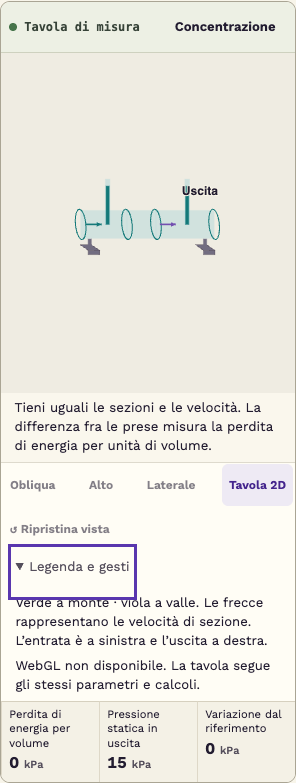 Tavola di misura
Concentrazione
Uscita
Tieni uguali le sezioni e le velocità. La
differenza fra le prese misura la perdita
di energia per unità di volume.
Obliqua
Alto
Laterale
Tavola 2D
↺ Ripristina vista
▼ Legenda e gesti
Verde a monte · viola a valle. Le frecce
rappresentano le velocità di sezione.
L’entrata è a sinistra e l’uscita a destra.
WebGL non disponibile. La tavola segue
gli stessi parametri e calcoli.
Perdita di
energia per
volume
0 kPa
Pressione
statica in
uscita
15 kPa
Variazione dal
riferimento
0 kPa